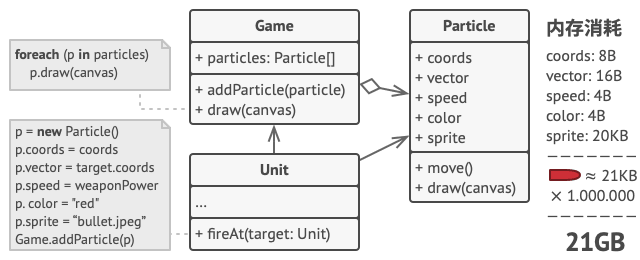 foreach (p in particles)
p.draw(canvas)
p = new Particle()
p.coords = coords
p.vector = target.coords
p.speed = weaponPower
p. color = "red"
p.sprite = “bullet.jpeg”
Game.addParticle(p)
Game
+ particles: Particle[]
+ addParticle(particle)
+ draw(canvas)
Unit
...
+ fireAt(target: Unit)
Particle
+ coords
+ vector
+ speed
+ color
+ sprite
+ move()
+ draw(canvas)
内存消耗
coords: 8B
vector: 16B
speed: 4B
color: 4B
sprite: 20KB
≈ 21KB
× 1.000.000
21GB